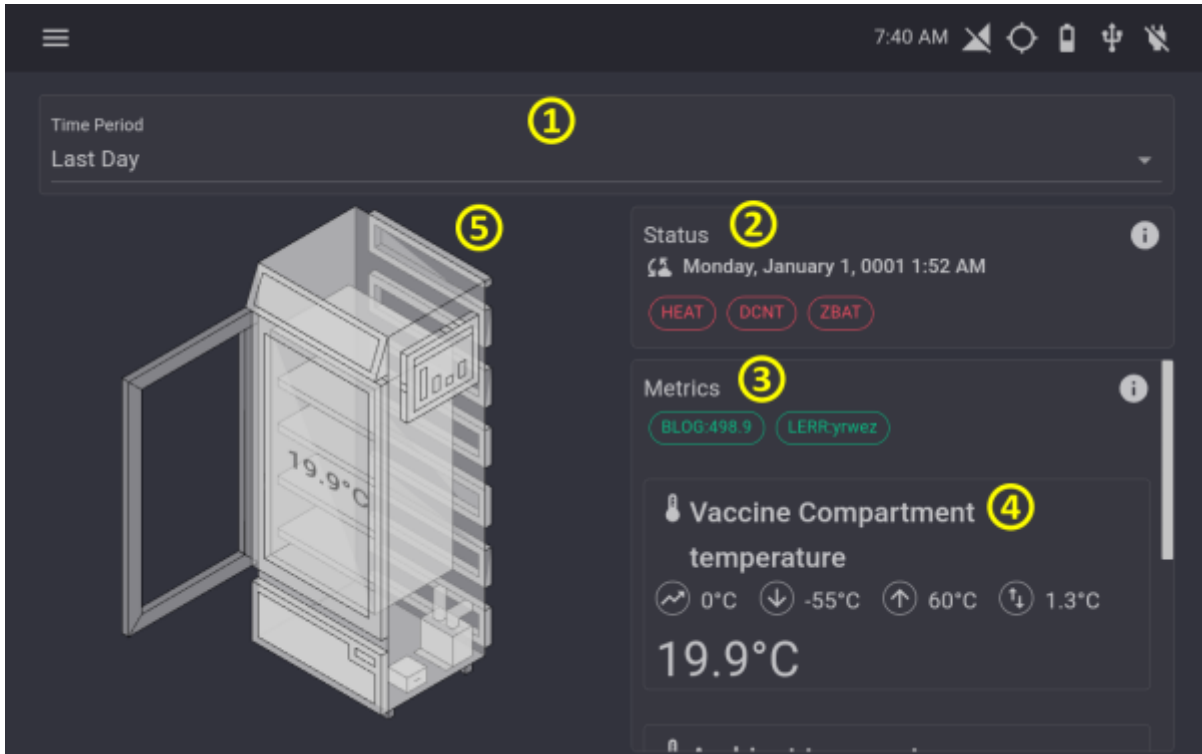 7:40 AM
1
Time Period
Last Day
5
Status 2
Monday, January 1, 0001 1:52 AM
HEAT DCNT ZBAT
Metrics 3
BLOG:498.9 LERR:yrwez
19.9°C
Vaccine Compartment 4
temperature
0°C -55°C 60°C 1.3°C
19.9°C